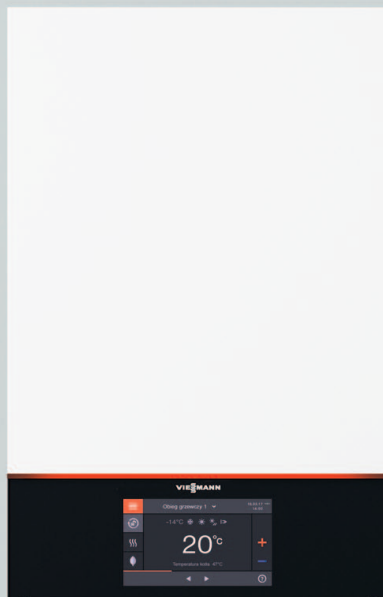 VIESMANN
Obieg grzewczy 1
-14°C
20°C
+
−
Temperatura kotła 47°C
?